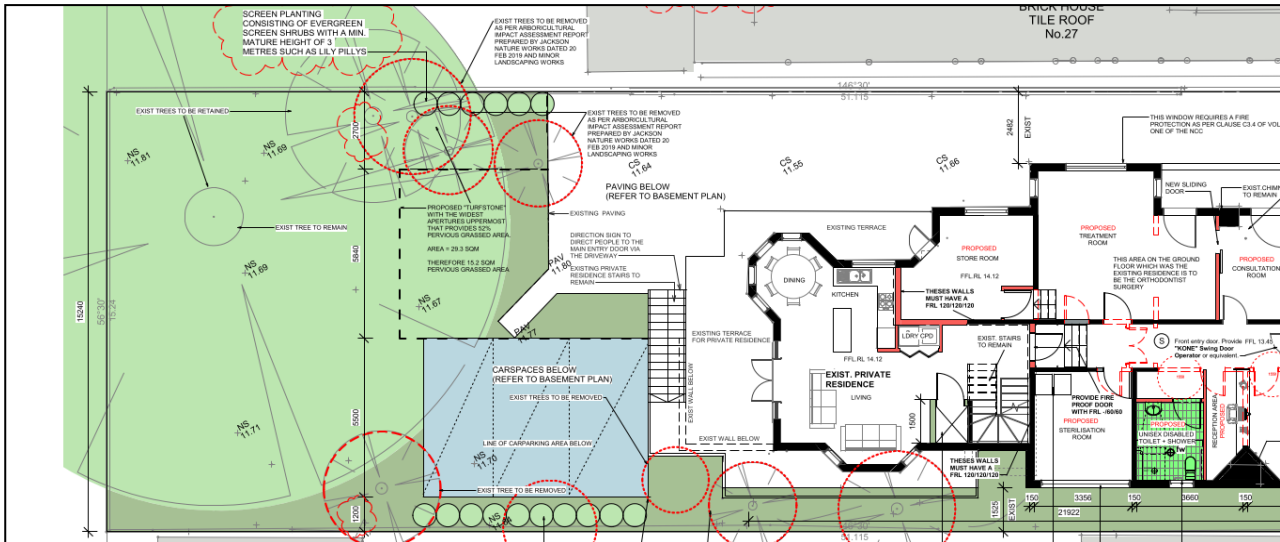 SCREEN PLANTING
CONSISTING OF EVERGREEN
SCREEN SHRUBS WITH A MIN.
MATURE HEIGHT OF 3
METRES SUCH AS LILY PILLYS
EXIST TREES TO BE REMOVED
AS PER ARBORICULTURAL
IMPACT ASSESSMENT REPORT
PREPARED BY JACKSON
NATURE WORKS DATED 20
FEB 2019 AND MINOR
LANDSCAPING WORKS
BRICK HOUSE
TILE ROOF
No.27
146°30'
51.115
EXIST TREES TO BE RETAINED
2700
EXIST TREES TO BE REMOVED
AS PER ARBORICULTURAL
IMPACT ASSESSMENT REPORT
PREPARED BY JACKSON
NATURE WORKS DATED 20
FEB 2019 AND MINOR
LANDSCAPING WORKS
2482
EXIST
THIS WINDOW REQUIRES A FIRE
PROTECTION AS PER CLAUSE C3.4 OF VOL
ONE OF THE NCC
NS
11.81
NS
11.69
CS
11.64
CS
11.55
CS
11.66
PAVING BELOW
(REFER TO BASEMENT PLAN)
NEW SLIDING
DOOR
EXIST.CHIMN
TO REMAIN
PROPOSED "TURFSTONE"
WITH THE WIDEST
APERTURES UPPERMOST
THAT PROVIDES 52%
PERVIOUS GRASSED AREA.
AREA = 29.3 SQM
THEREFORE 15.2 SQM
PERVIOUS GRASSED AREA
EXISTING PAVING
EXIST TREE TO REMAIN
DIRECTION SIGN TO
DIRECT PEOPLE TO THE
MAIN ENTRY DOOR VIA
THE DRIVEWAY
EXISTING PRIVATE
RESIDENCE STAIRS TO
REMAIN
EXISTING TERRACE
PROPOSED
STORE ROOM
FFL.RL 14.12
PROPOSED
TREATMENT
ROOM
THIS AREA ON THE GROUND
FLOOR WHICH WAS THE
EXISTING RESIDENCE IS TO
BE THE ORTHODONTIST
SURGERY
PROPOSED
CONSULTATION
ROOM
5840
PAV
11.80
NS
11.69
DINING
KITCHEN
THESES WALLS
MUST HAVE A
FRL 120/120/120
15240
56°30'
15.24
NS
11.67
PAV
11.77
EXISTING TERRACE
FOR PRIVATE RESIDENCE
LDRY CPD
EXIST. STAIRS
TO REMAIN
S
Front entry door. Provide
"KONE" Swing Door
Operator or equivalent.
FFL 13.45
FFL.RL 14.12
EXIST. PRIVATE
RESIDENCE
LIVING
CARSPACES BELOW
(REFER TO BASEMENT PLAN)
EXIST TREES TO BE REMOVED
EXIST WALL BELOW
5500
NS
11.71
LINE OF CARPARKING AREA BELOW
EXIST WALL BELOW
1500
PROVIDE FIRE
PROOF DOOR
WITH FRL -/60/60
PROPOSED
STERILISATION
ROOM
PROPOSED
UNISEX DISABLED
TOILET + SHOWER
Tw
RECEPTION AREA
PROPOSED
NS
11.70
THESES WALLS
MUST HAVE A
FRL 120/120/120
EXIST TREE TO BE REMOVED
1200
NS
1525
EXIST
150
3356
150
3660
150
21922
51.115